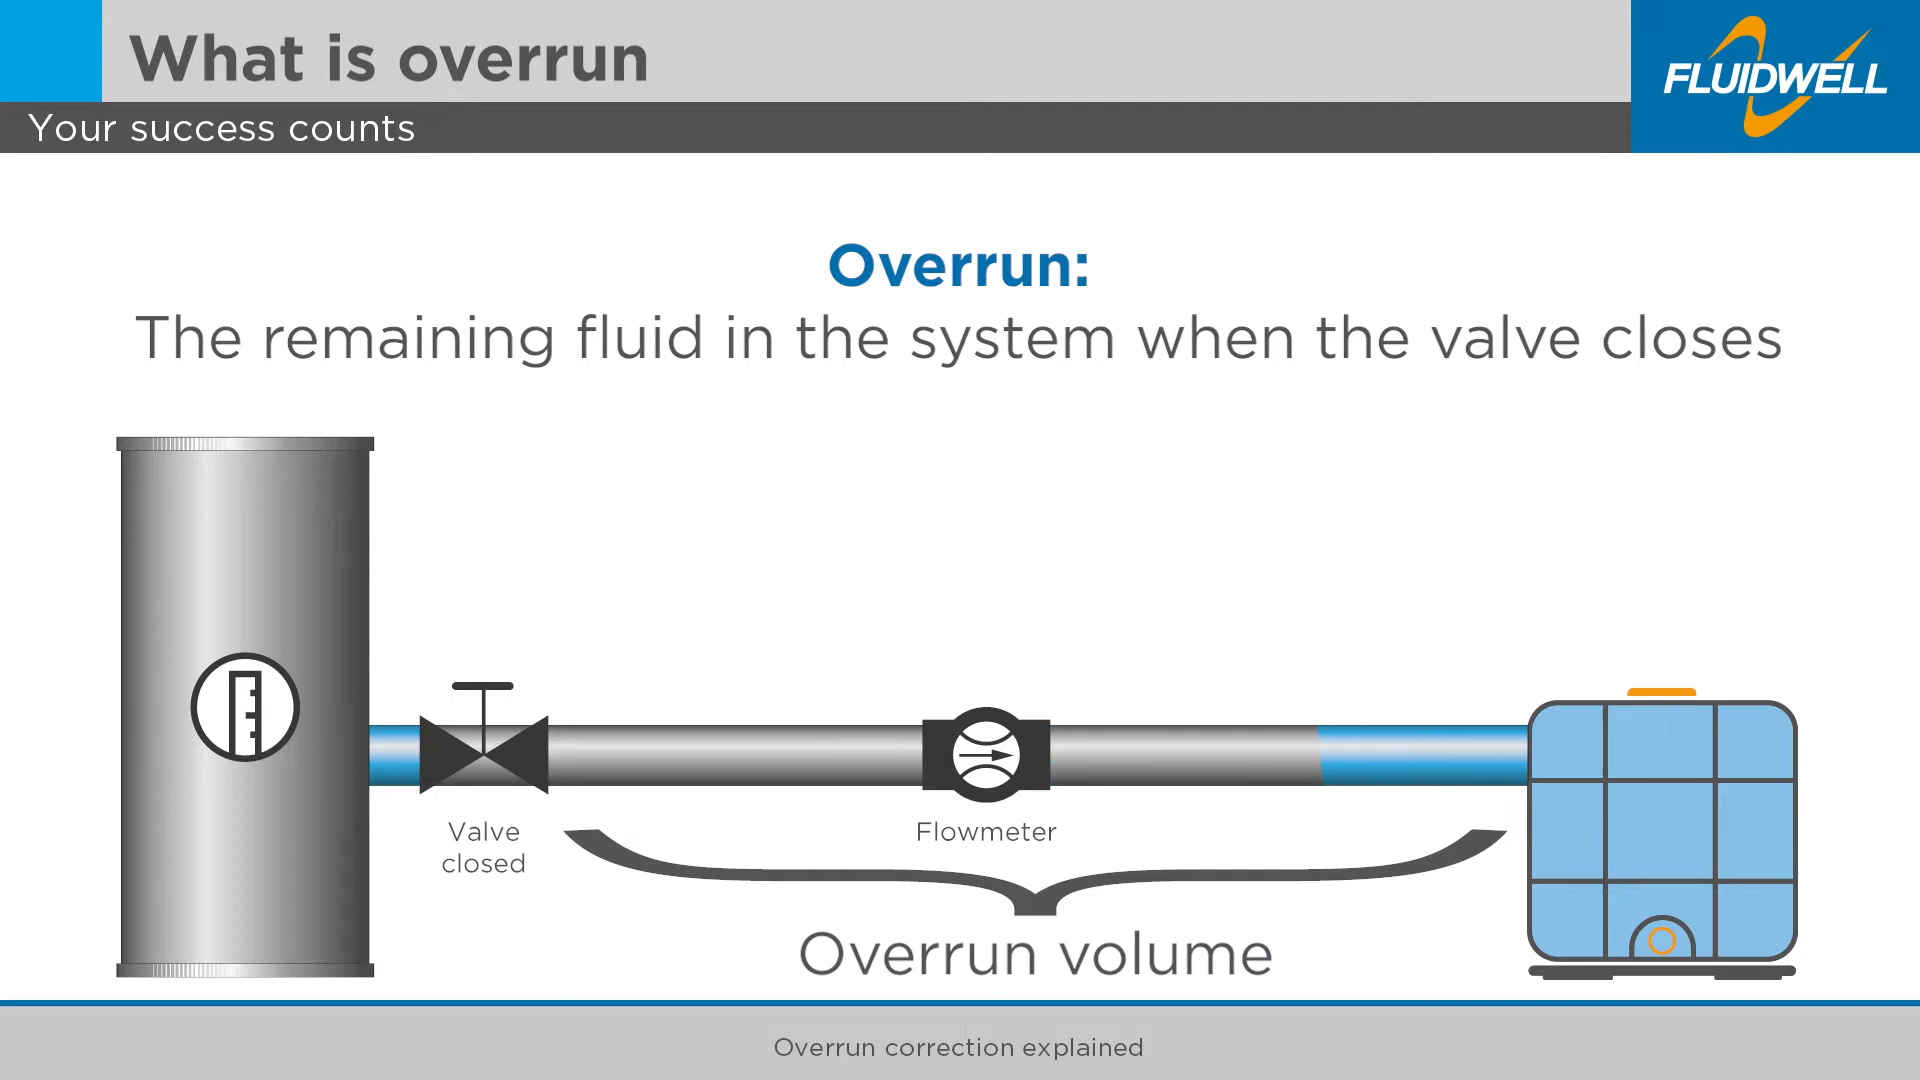 What is overrun
FLUIDWELL
Your success counts
Overrun:
The remaining fluid in the system when the valve closes
Valve
closed
Flowmeter
Overrun volume
Overrun correction explained